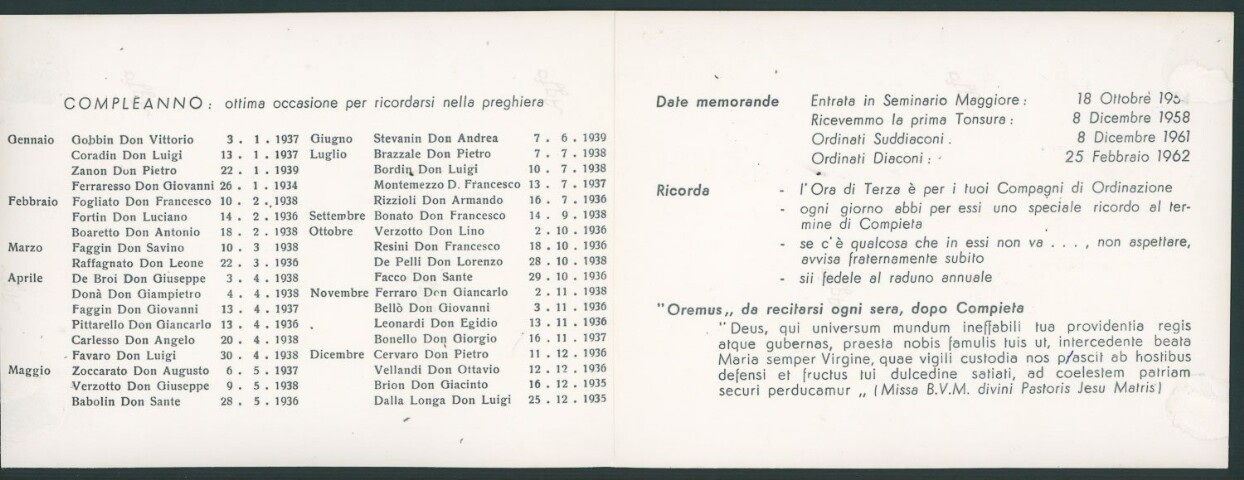 COMPLEANNO : ottima occasione per ricordarsi nella preghiera
Gennaio Gobbin Don Vittorio 3 . 1 . 1937
Coradin Don Luigi 13 . 1 . 1937
Zanon Don Pietro 22 . 1 . 1939
Ferraresso Don Giovanni 26 . 1 . 1934
Febbraio Fogliato Don Francesco 10 . 2 . 1938
Fortin Don Luciano 14 . 2 . 1936
Boaretto Don Antonio 18 . 2 . 1938
Marzo Faggin Don Savino 10 . 3 1938
Raffagnato Don Leone 22 . 3 . 1936
Aprile De Broi Don Giuseppe 3 . 4 . 1938
Donà Don Giampietro 4 . 4 . 1938
Faggin Don Giovanni 13 . 4 . 1937
Pittarello Don Giancarlo 13 . 4 . 1936
Carlesso Don Angelo 20 . 4 . 1938
Favaro Don Luigi 30 . 4 . 1938
Maggio Zoccarato Don Augusto 6 . 5 . 1937
Verzotto Don Giuseppe 9 . 5 . 1938
Babolin Don Sante 28 . 5 . 1936
Giugno Stevanin Don Andrea 7 . 6 . 1939
Luglio Brazzale Don Pietro 7 . 7 . 1938
Bordin Don Luigi 10 . 7 . 1938
Montemezzo D. Francesco 13 . 7 . 1937
Rizzioli Don Armando 16 . 7 . 1936
Settembre Bonato Don Francesco 14 . 9 . 1938
Ottobre Verzotto Don Lino 2 . 10 . 1936
Resini Don Francesco 18 . 10 . 1936
De Pelli Don Lorenzo 28 . 10 . 1938
Facco Don Sante 29 . 10 . 1936
Novembre Ferraro Don Giancarlo 2 . 11 . 1938
Bellò Don Giovanni 3 . 11 . 1936
Leonardi Don Egidio 13 . 11 . 1936
Bonello Don Giorgio 16 . 11 . 1937
Dicembre Cervaro Don Pietro 11 . 12 . 1936
Vellandi Don Ottavio 12 . 12 . 1936
Brion Don Giacinto 16 . 12 . 1935
Dalla Longa Don Luigi 25 . 12 . 1935
Date memorande Entrata in Seminario Maggiore : 18 Ottobre
Ricevemmo la prima Tonsura : 8 Dicembre 1958
Ordinati Suddiaconi . 8 Dicembre 1961
Ordinati Diaconi : 25 Febbraio 1962
Ricorda - l'Ora di Terza è per i tuoi Compagni di Ordinazione
- ogni giorno abbi per essi uno speciale ricordo al ter-
mine di Compieta
- se c'è qualcosa che in essi non va . . . , non aspettare,
avvisa fraternamente subito
- sii fedele al raduno annuale
"Oremus„ da recitarsi ogni sera, dopo Compieta
" Deus, qui universum mundum ineffabili tua providentia regis
atque gubernas, praesta nobis famulis tuis ut, intercedente beata
Maria semper Virgine, quae vigili custodia nos pascit ab hostibus
defensi et fructus tui dulcedine satiati, ad coelestem patriam
securi perducamur „ (Missa B.V.M. divini Pastoris Jesu Matris)